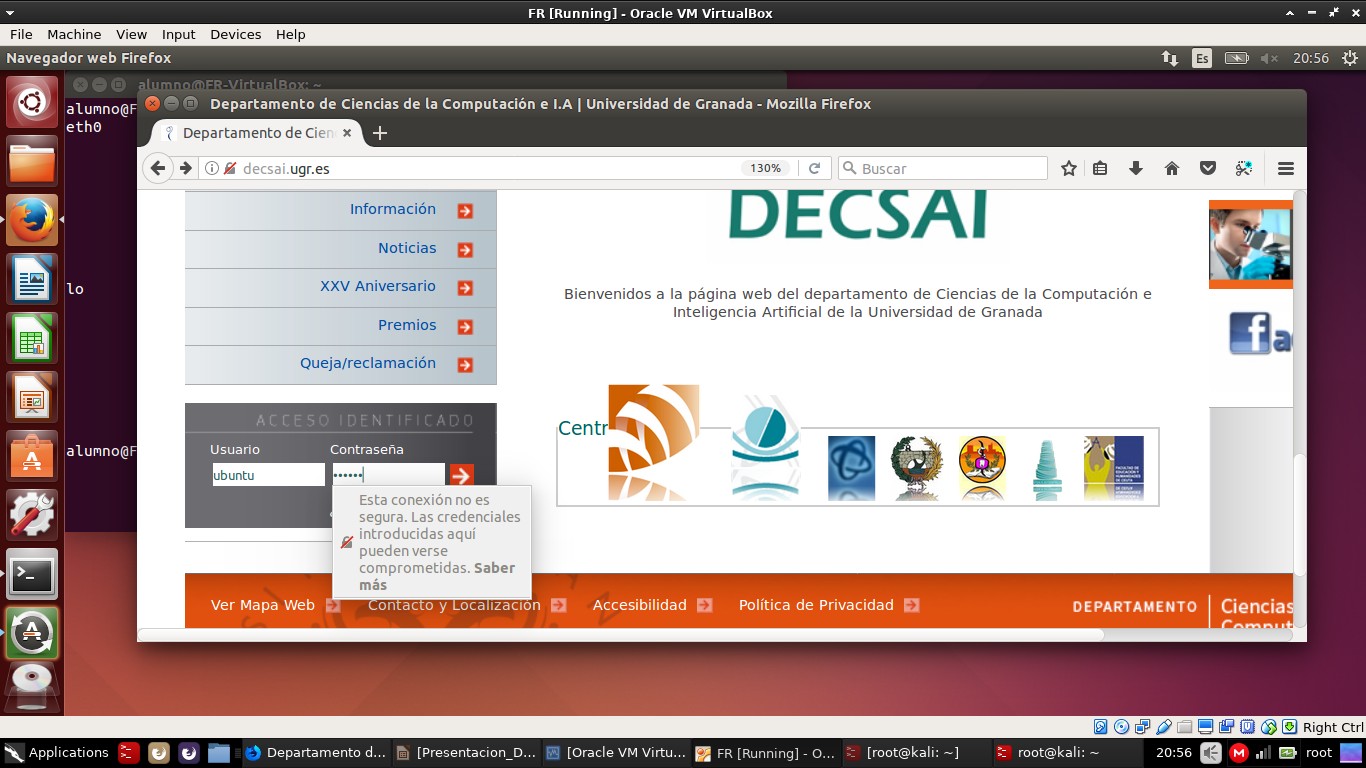 FR [Running] - Oracle VM VirtualBox
File Machine View Input Devices Help
Navegador web Firefox
Es
20:56
alumno@FR-VirtualBox: ~
alumno@F
eth0
lo
alumno@F
Departamento de Ciencias de la Computación e I.A | Universidad de Granada - Mozilla Firefox
Departamento de Cien
decsai.ugr.es
130%
Buscar
Información
Noticias
XXV Aniversario
Premios
Queja/reclamación
ACCESO IDENTIFICADO
Usuario
Contraseña
ubuntu
••••••
Esta conexión no es
segura. Las credenciales
introducidas aquí
pueden verse
comprometidas. Saber
más
DECSAI
Bienvenidos a la página web del departamento de Ciencias de la Computación e
Inteligencia Artificial de la Universidad de Granada
Centr
Ver Mapa Web
Contacto y Localización
Accesibilidad
Política de Privacidad
DEPARTAMENTO
Ciencias
Comput
Right Ctrl
Applications
Departamento d...
[Presentacion_D...
[Oracle VM Virtu...
FR [Running] - O...
[root@kali: ~]
root@kali: ~
20:56
root